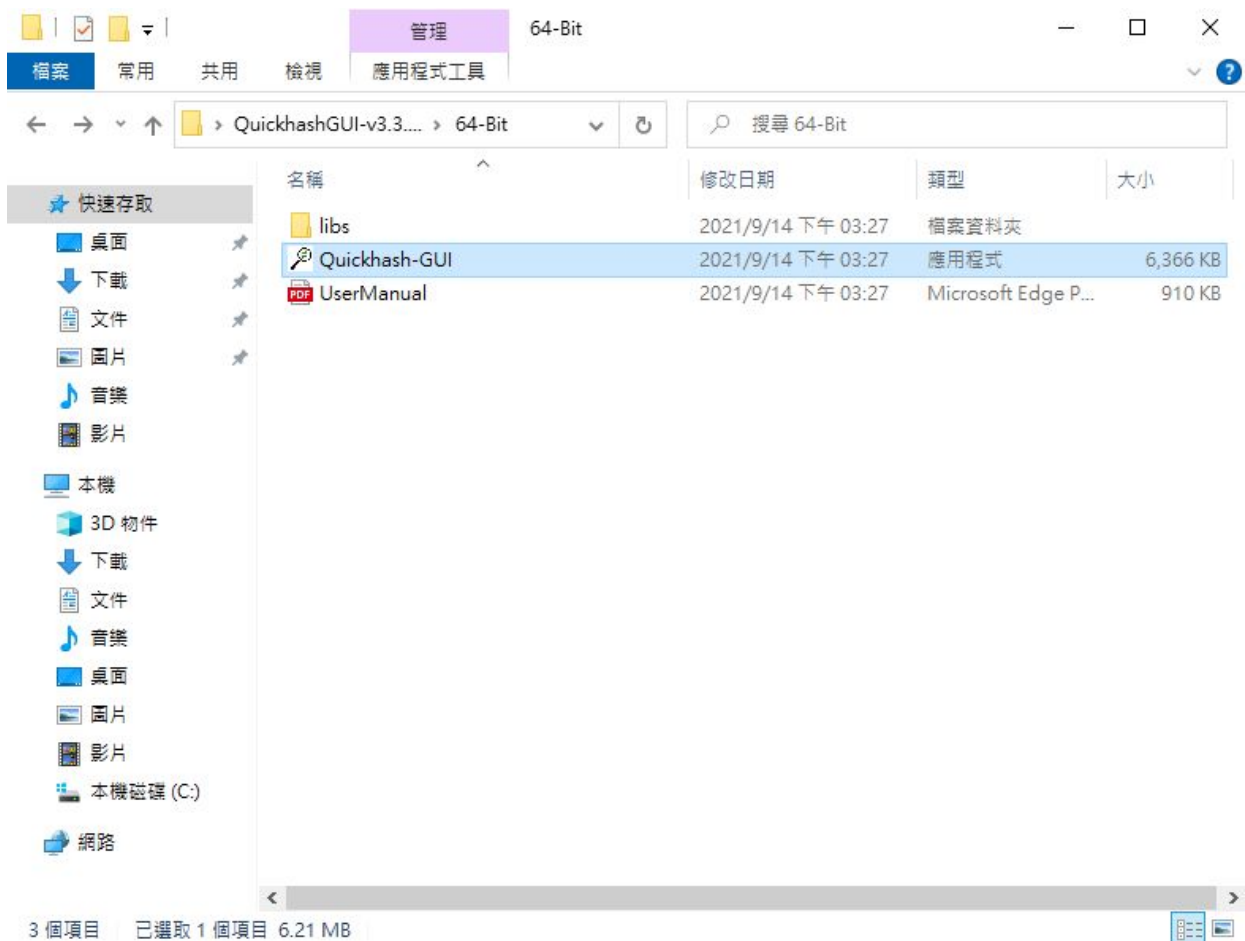 管理 64-Bit
檔案 常用 共用 檢視 應用程式工具
QuickhashGUI-v3.3.... › 64-Bit 搜尋 64-Bit
名稱 修改日期 類型 大小
快速存取
libs 2021/9/14 下午 03:27 檔案資料夾
桌面
Quickhash-GUI 2021/9/14 下午 03:27 應用程式 6,366 KB
下載
PDF UserManual 2021/9/14 下午 03:27 Microsoft Edge P... 910 KB
文件
圖片
音樂
影片
本機
3D 物件
下載
文件
音樂
桌面
圖片
影片
本機磁碟 (C:)
網路
3 個項目 已選取 1 個項目 6.21 MB